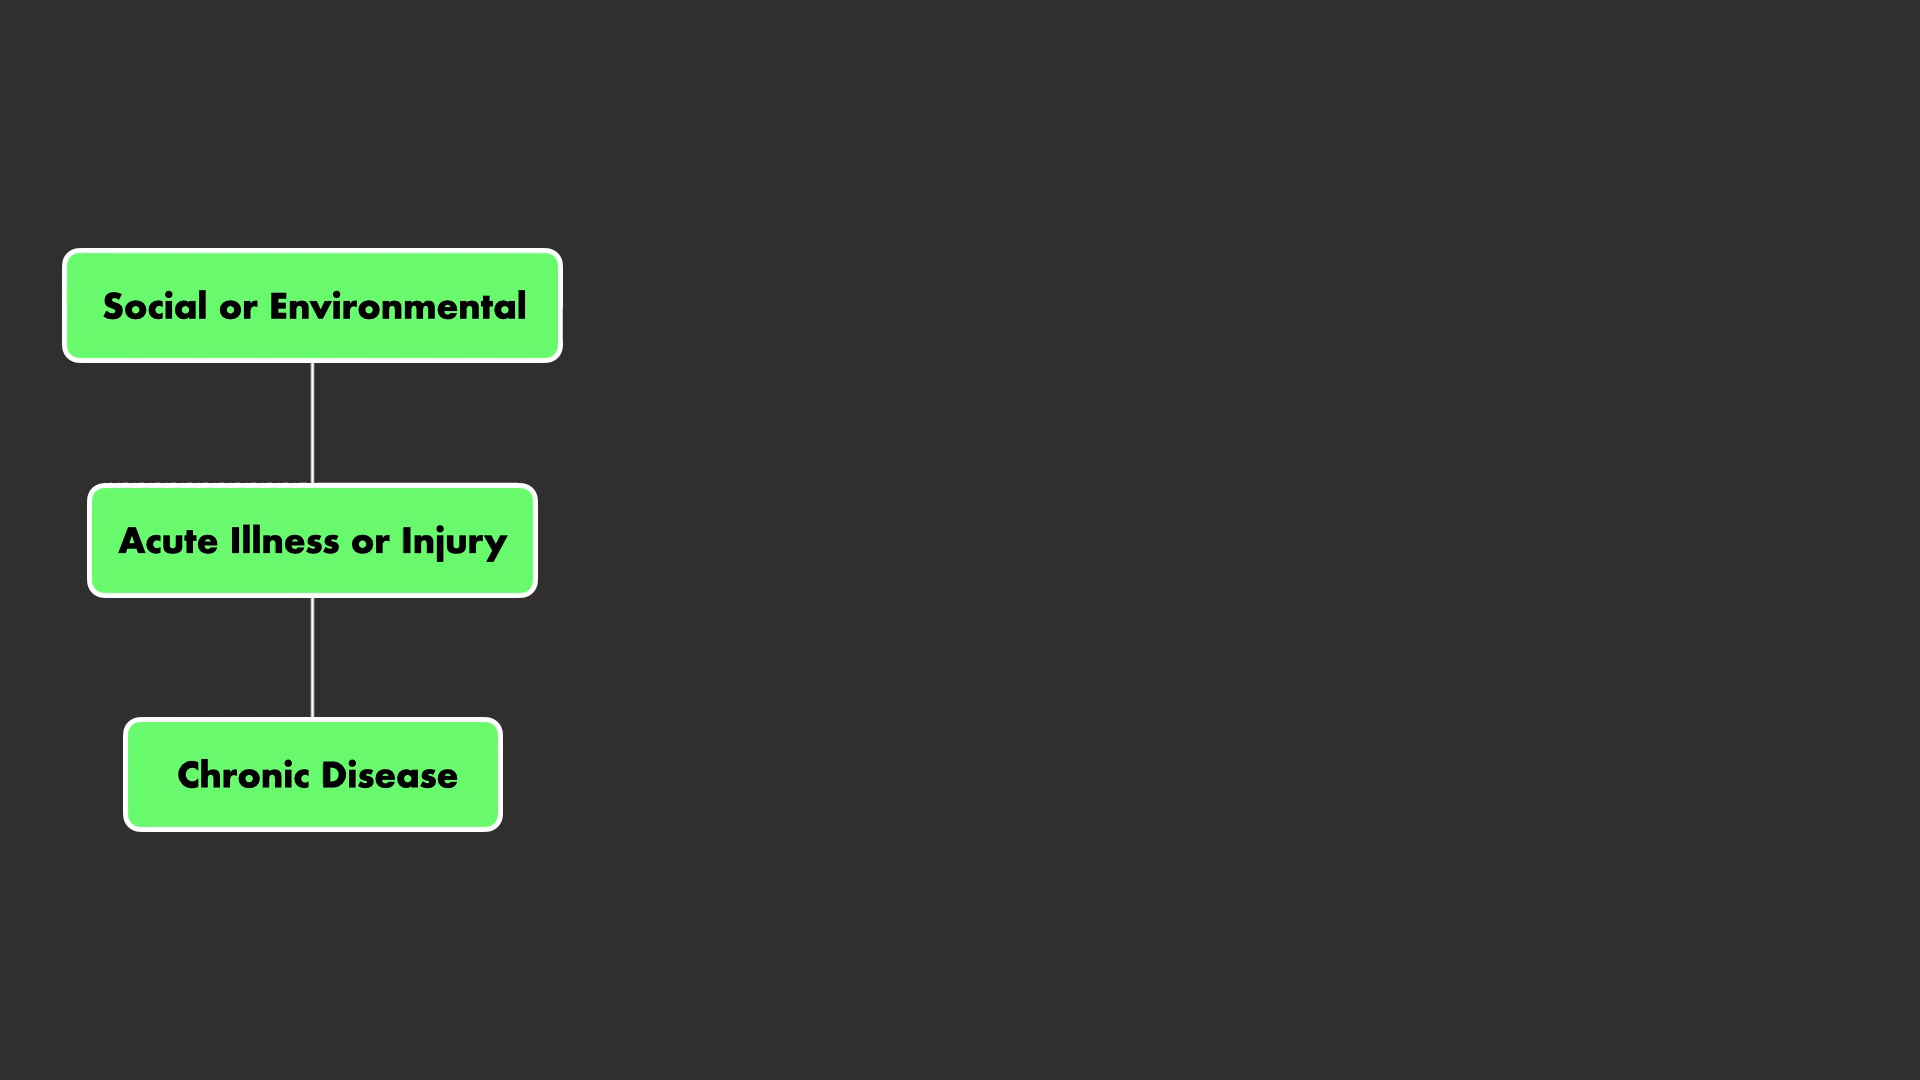 Social or Environmental
Acute Illness or Injury
Chronic Disease